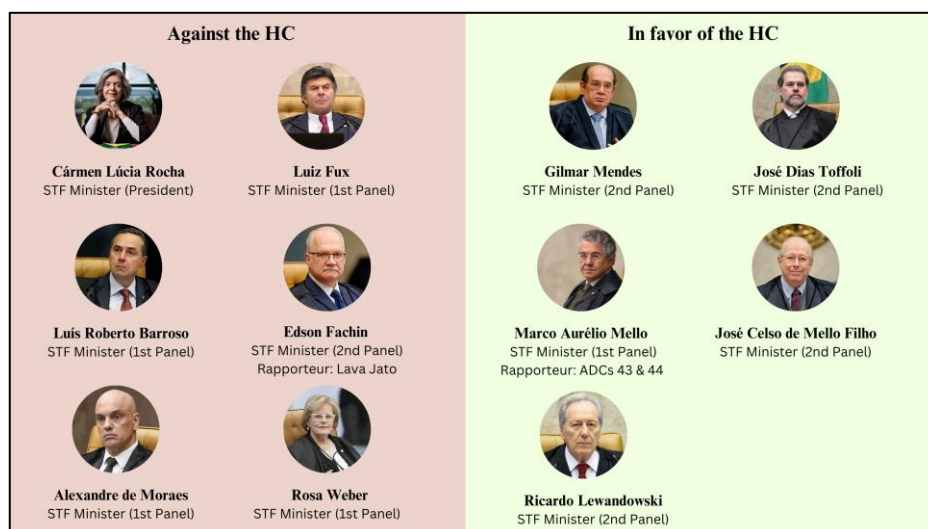 Against the HC
Cármen Lúcia Rocha
STF Minister (President)
Luiz Fux
STF Minister (1st Panel)
Luís Roberto Barroso
STF Minister (1st Panel)
Edson Fachin
STF Minister (2nd Panel)
Rapporteur: Lava Jato
Alexandre de Moraes
STF Minister (1st Panel)
Rosa Weber
STF Minister (1st Panel)
In favor of the HC
Gilmar Mendes
STF Minister (2nd Panel)
José Dias Toffoli
STF Minister (2nd Panel)
Marco Aurélio Mello
STF Minister (1st Panel)
Rapporteur: ADCs 43 & 44
José Celso de Mello Filho
STF Minister (2nd Panel)
Ricardo Lewandowski
STF Minister (2nd Panel)